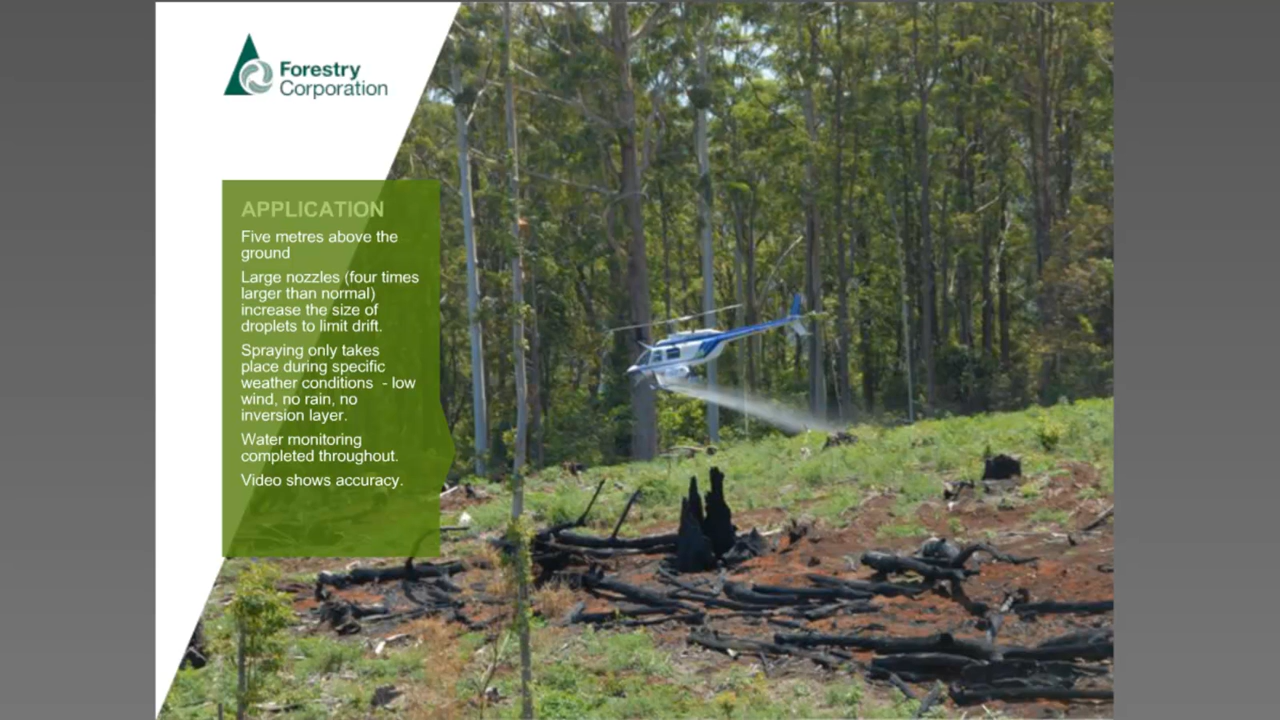 Forestry
Corporation
APPLICATION
Five metres above the
ground
Large nozzles (four times
larger than normal)
increase the size of
droplets to limit drift.
Spraying only takes
place during specific
weather conditions - low
wind, no rain, no
inversion layer.
Water monitoring
completed throughout.
Video shows accuracy.